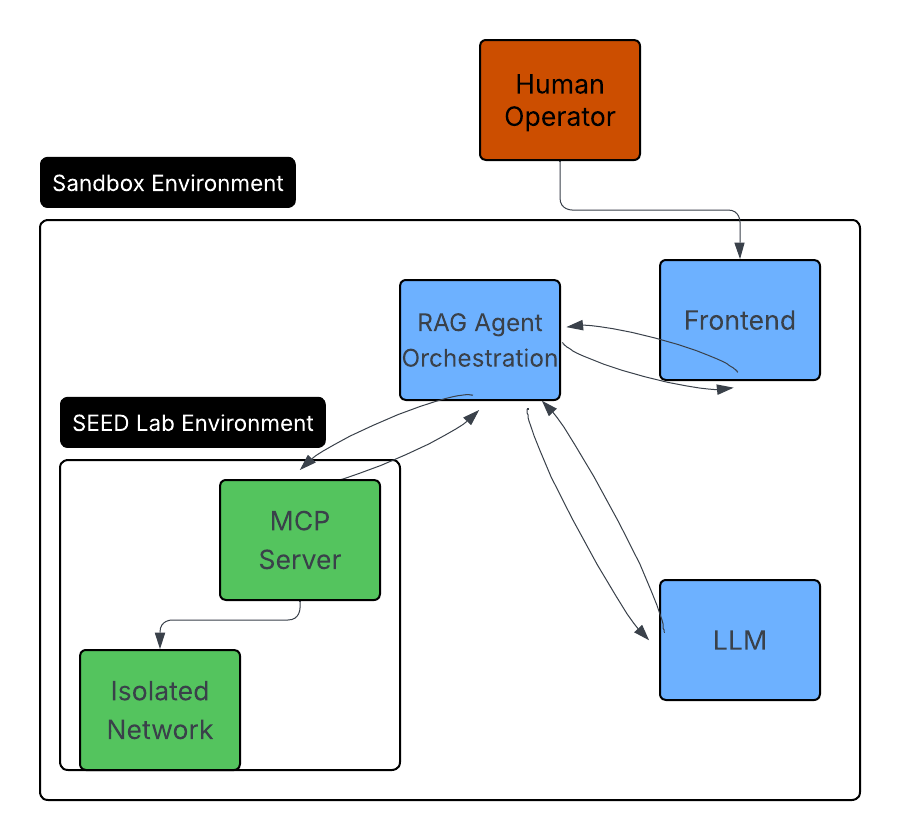 Human
Operator
Sandbox Environment
Frontend
RAG Agent
Orchestration
SEED Lab Environment
MCP
Server
LLM
Isolated
Network